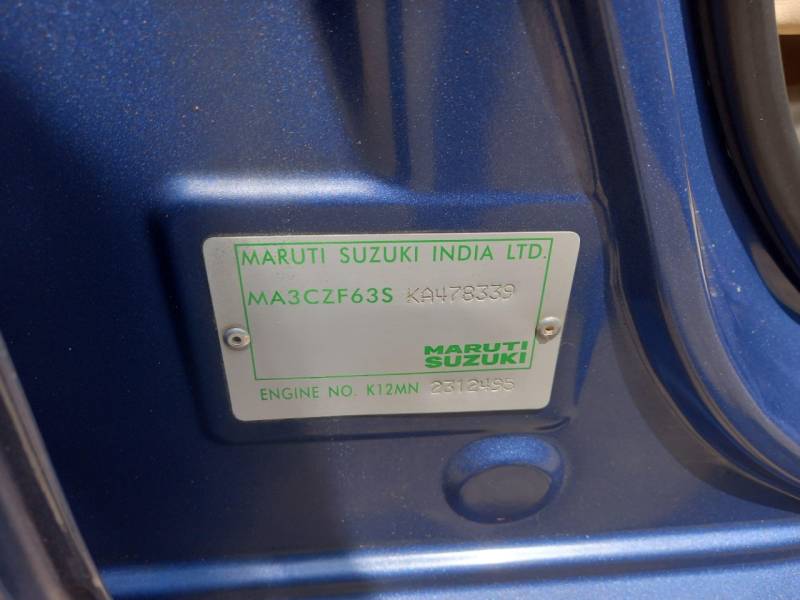 MARUTI SUZUKI INDIA LTD.
MA3CZF63S KA478339
MARUTI
SUZUKI
ENGINE NO. K12MN 2312495